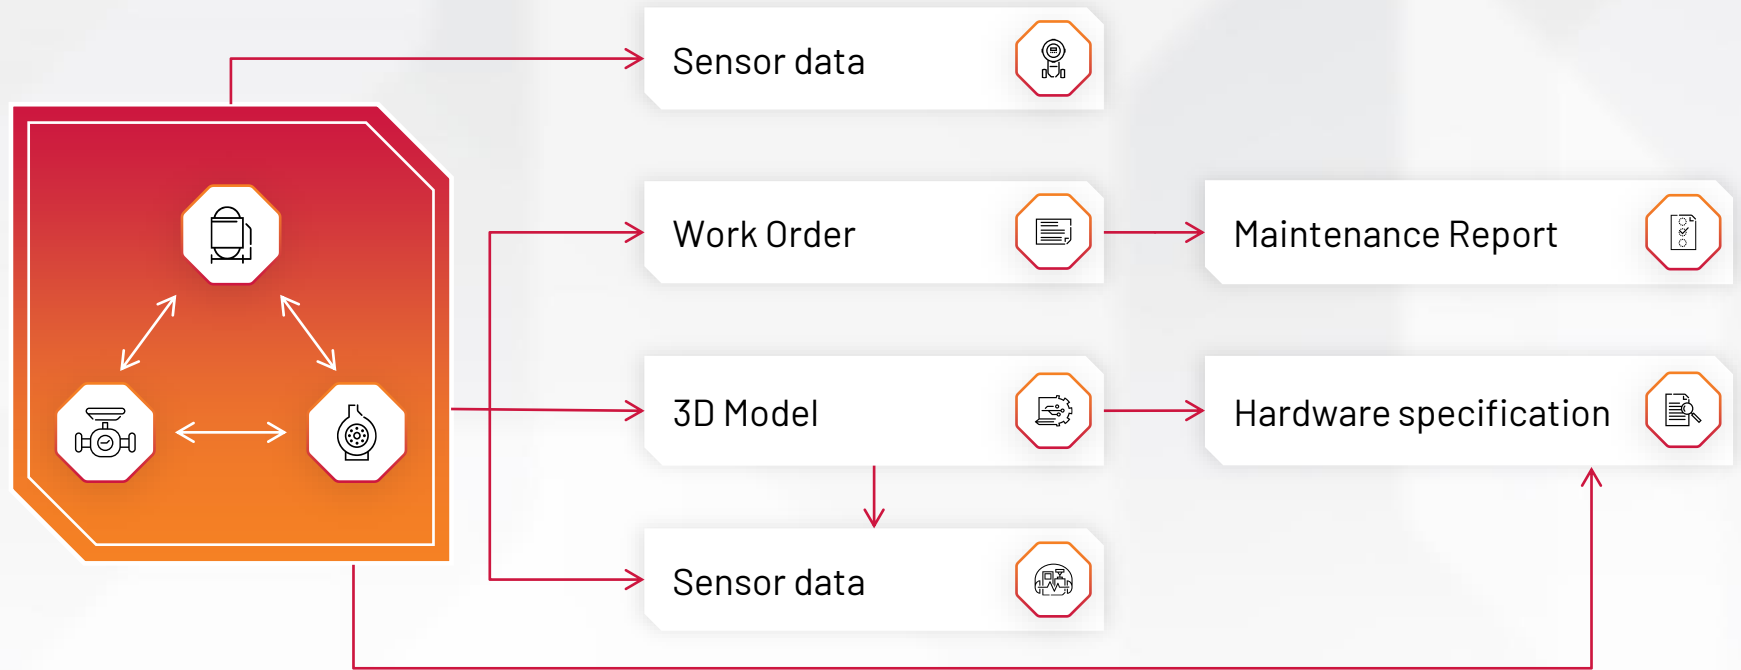 Sensor data
Work Order
Maintenance Report
3D Model
Hardware specification
Sensor data